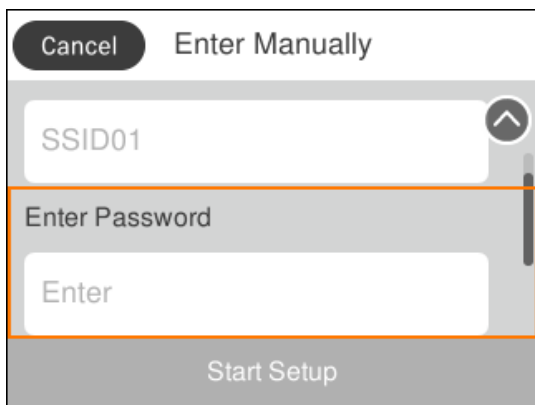 Cancel Enter Manually
SSID01
Enter Password
Enter
Start Setup